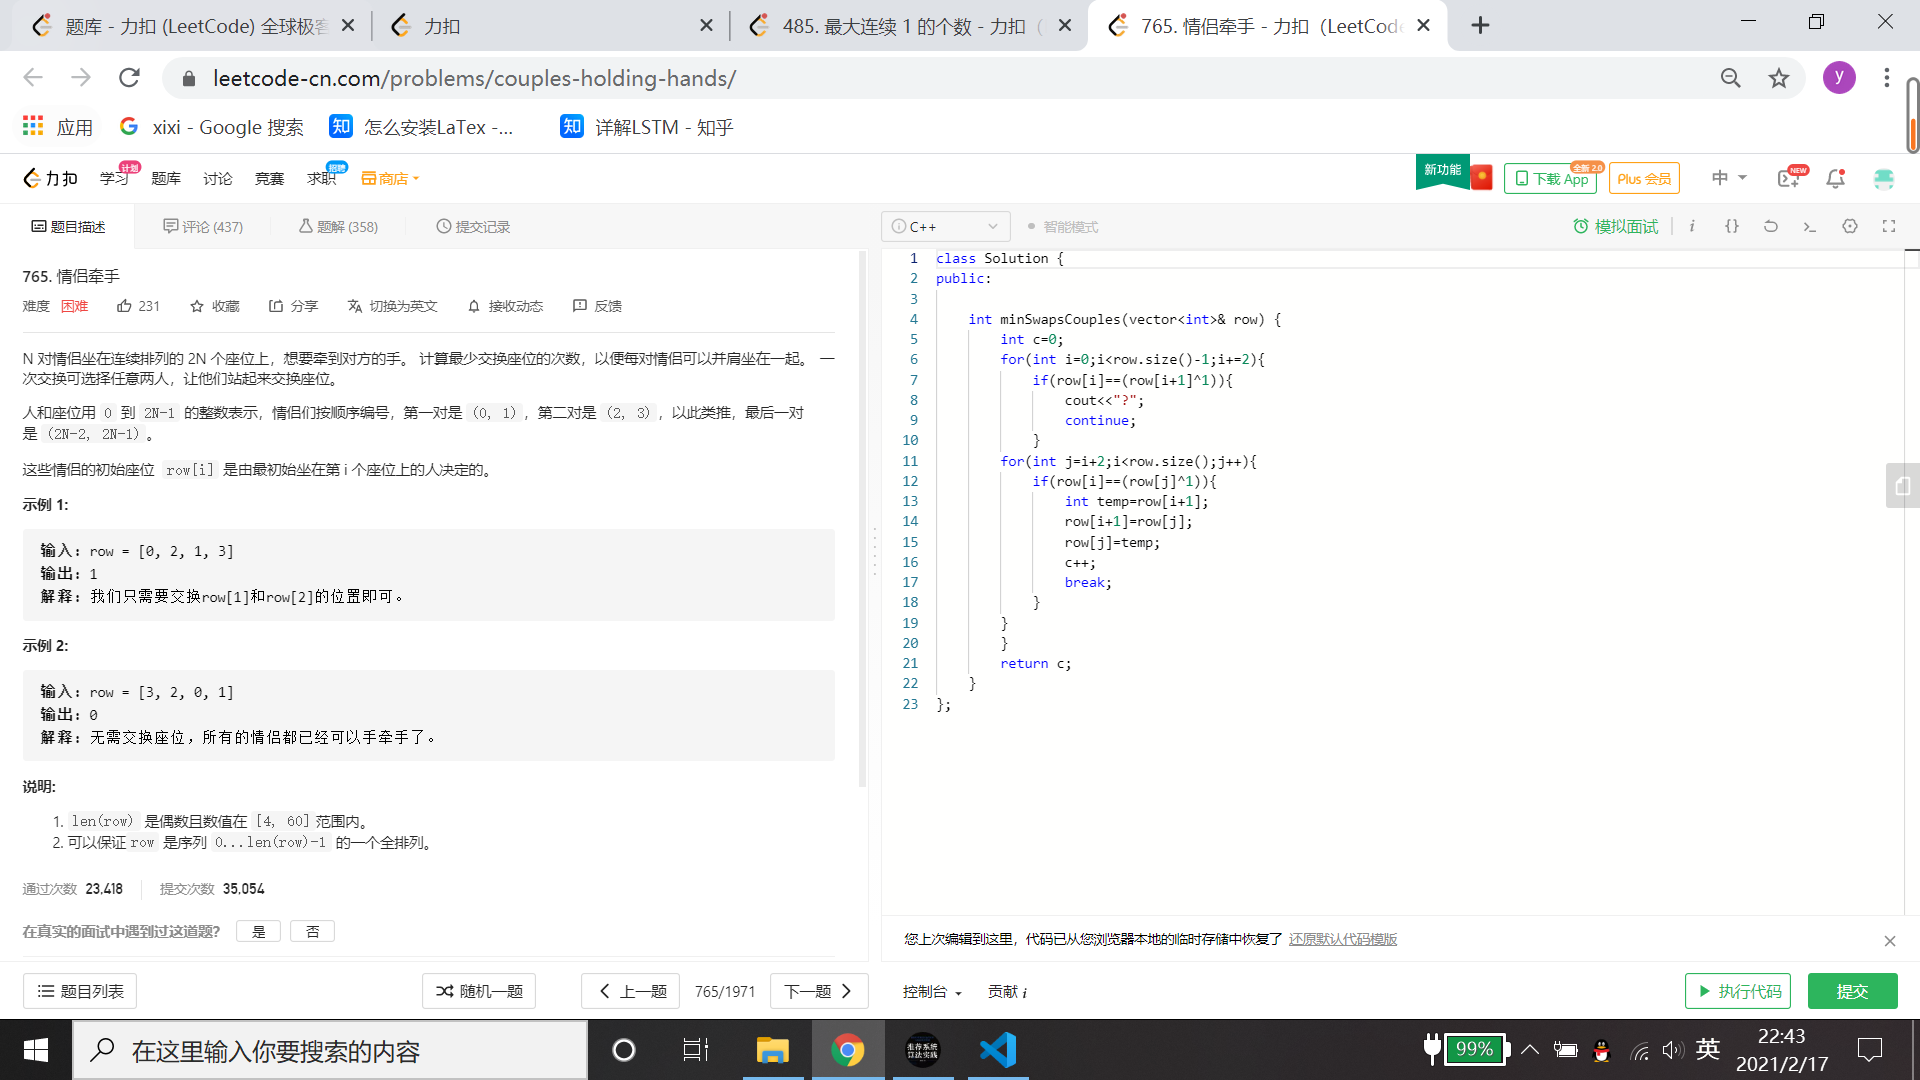 题库 - 力扣 (LeetCode) 全球极客
力扣
485. 最大连续 1 的个数 - 力扣 （
765. 情侣牵手 - 力扣（LeetCode
leetcode-cn.com/problems/couples-holding-hands/
y
应用
xixi - Google 搜索
知 怎么安装LaTex -...
知 详解LSTM - 知乎
力扣
学习
计划
题库
讨论
竞赛
求职
招聘
商店
新功能
下载 App
全新 2.0
Plus 会员
中
NEW
题目描述
评论 (437)
题解 (358)
提交记录
C++
智能模式
模拟面试
765. 情侣牵手
难度 困难 231 收藏 分享 切换为英文 接收动态 反馈
N 对情侣坐在连续排列的 2N 个座位上，想要牵到对方的手。 计算最少交换座位的次数，以便每对情侣可以并肩坐在一起。 一
次交换可选择任意两人，让他们站起来交换座位。
人和座位用 0 到 2N-1 的整数表示，情侣们按顺序编号，第一对是 (0, 1)，第二对是 (2, 3)，以此类推，最后一对
是 (2N-2, 2N-1)。
这些情侣的初始座位 row[i] 是由最初始坐在第 i 个座位上的人决定的。
示例 1:
输入: row = [0, 2, 1, 3]
输出: 1
解释: 我们只需要交换row[1]和row[2]的位置即可。
示例 2:
输入: row = [3, 2, 0, 1]
输出: 0
解释: 无需交换座位，所有的情侣都已经可以手牵手了。
说明:
1. len(row) 是偶数且数值在 [4, 60]范围内。
2. 可以保证row 是序列 0...len(row)-1 的一个全排列。
通过次数 23,418 提交次数 35,054
在真实的面试中遇到过这道题? 是 否
1 class Solution {
2 public:
3
4 int minSwapsCouples(vector<int>& row) {
5 int c=0;
6 for(int i=0;i<row.size()-1;i+=2){
7 if(row[i]==(row[i+1]^1)){
8 cout<<"?";
9 continue;
10 }
11 for(int j=i+2;i<row.size();j++){
12 if(row[i]==(row[j]^1)){
13 int temp=row[i+1];
14 row[i+1]=row[j];
15 row[j]=temp;
16 c++;
17 break;
18 }
19 }
20 }
21 return c;
22 }
23 };
您上次编辑到这里，代码已从您浏览器本地的临时存储中恢复了 还原默认代码模版
题目列表
随机一题
上一题
765/1971
下一题
控制台
贡献 i
执行代码
提交
在这里输入你要搜索的内容
推荐系统
算法实践
99%
英
22:43
2021/2/17